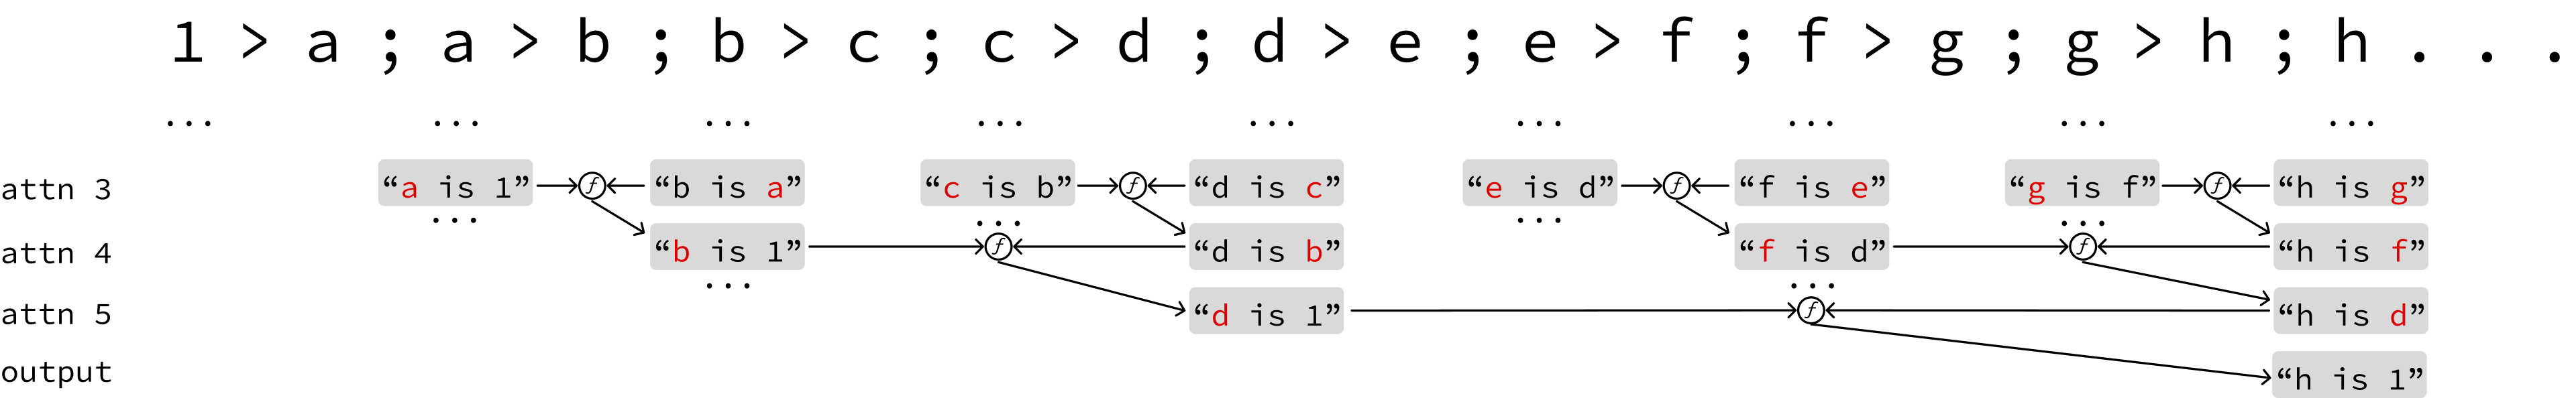 1 > a ; a > b ; b > c ; c > d ; d > e ; e > f ; f > g ; g > h ; h . . .
... ... ... ... ... ... ... ... ...
attn 3 “a is 1” f “b is a” “c is b” f “d is c” “e is d” f “f is e” “g is f” f “h is g”
... ... ... ...
attn 4 “b is 1” f “d is b” “f is d” f “h is f”
... ...
attn 5 “d is 1” f “h is d”
output “h is 1”